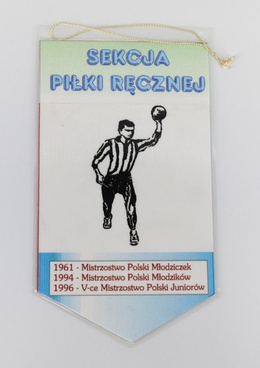 SEKCJA
PIŁKI RĘCZNEJ
1961 - Mistrzostwo Polski Młodziczek
1994 - Mistrzostwo Polski Młodzików
1996 - V-ce Mistrzostwo Polski Juniorów